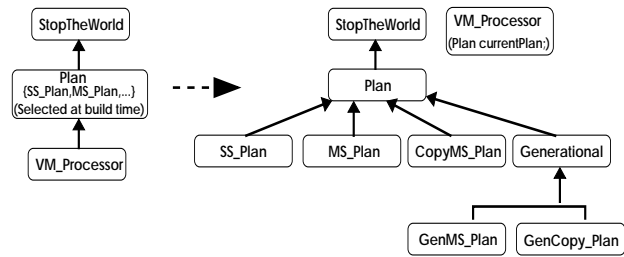 StopTheWorld
Plan
{SS_Plan,MS_Plan,...}
(Selected at build time)
VM_Processor
StopTheWorld
VM_Processor
(Plan currentPlan;)
Plan
SS_Plan
MS_Plan
CopyMS_Plan
Generational
GenMS_Plan
GenCopy_Plan